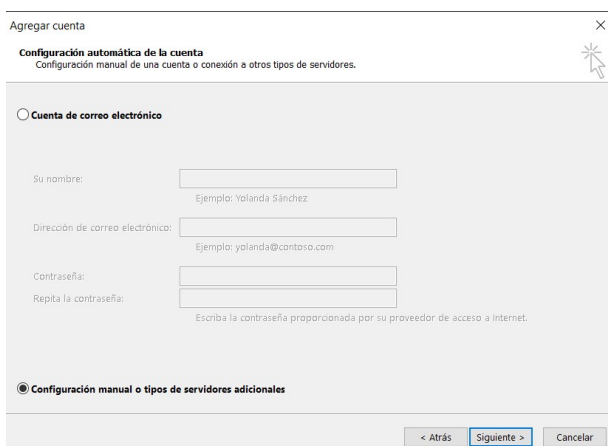 Agregar cuenta
Configuración automática de la cuenta
Configuración manual de una cuenta o conexión a otros tipos de servidores.
Cuenta de correo electrónico
Su nombre:
Ejemplo: Yolanda Sánchez
Dirección de correo electrónico:
Ejemplo: yolanda@contoso.com
Contraseña:
Repita la contraseña:
Escriba la contraseña proporcionada por su proveedor de acceso a Internet.
Configuración manual o tipos de servidores adicionales
< Atrás Siguiente > Cancelar